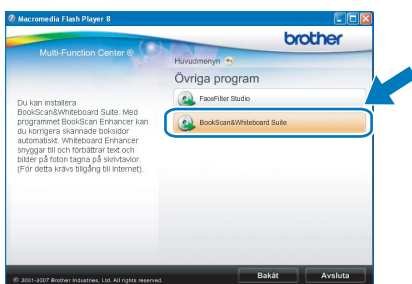 Macromedia Flash Player 8
brother
Multi-Function Center ®
Huvudmenyn
Övriga program
FaceFilter Studio
BookScan&Whiteboard Suite
Du kan installera
BookScan&Whiteboard Suite. Med
programmet BookScan Enhancer kan
du korrigera skannade boksidor
automatiskt. Whiteboard Enhancer
snyggar till och förbättrar text och
bilder på foton tagna på skrivtavlor.
(För detta krävs tillgång till Internet).
© 2001-2007 Brother Industries, Ltd. All rights reserved.
Bakåt
Avsluta